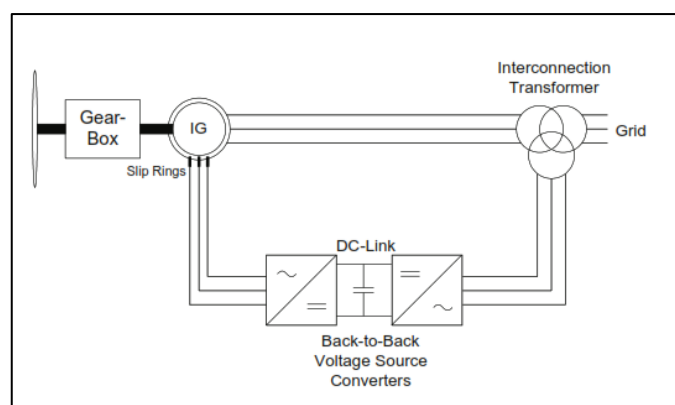 Interconnection
Transformer
Gear-
Box
IG
Grid
Slip Rings
DC-Link
Back-to-Back
Voltage Source
Converters